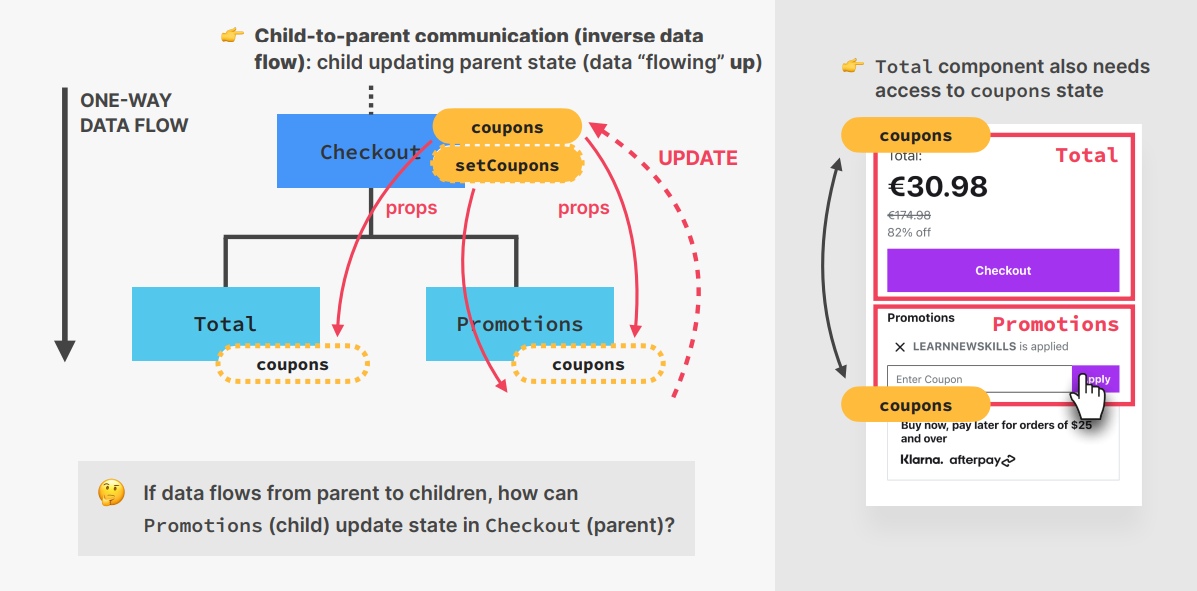 👉 Child-to-parent communication (inverse data
flow): child updating parent state (data “flowing” up)
ONE-WAY
DATA FLOW
Checkout
coupons
setCoupons
UPDATE
props
props
Total
coupons
Promotions
coupons
🤔 If data flows from parent to children, how can
Promotions (child) update state in Checkout (parent)?
👉 Total component also needs
access to coupons state
coupons
Total
Total:
€30.98
€174.98
82% off
Checkout
Promotions
Promotions
LEARNNEWSKILLS is applied
Enter Coupon
Apply
coupons
Buy now, pay later for orders of $25
and over
Klarna. afterpay